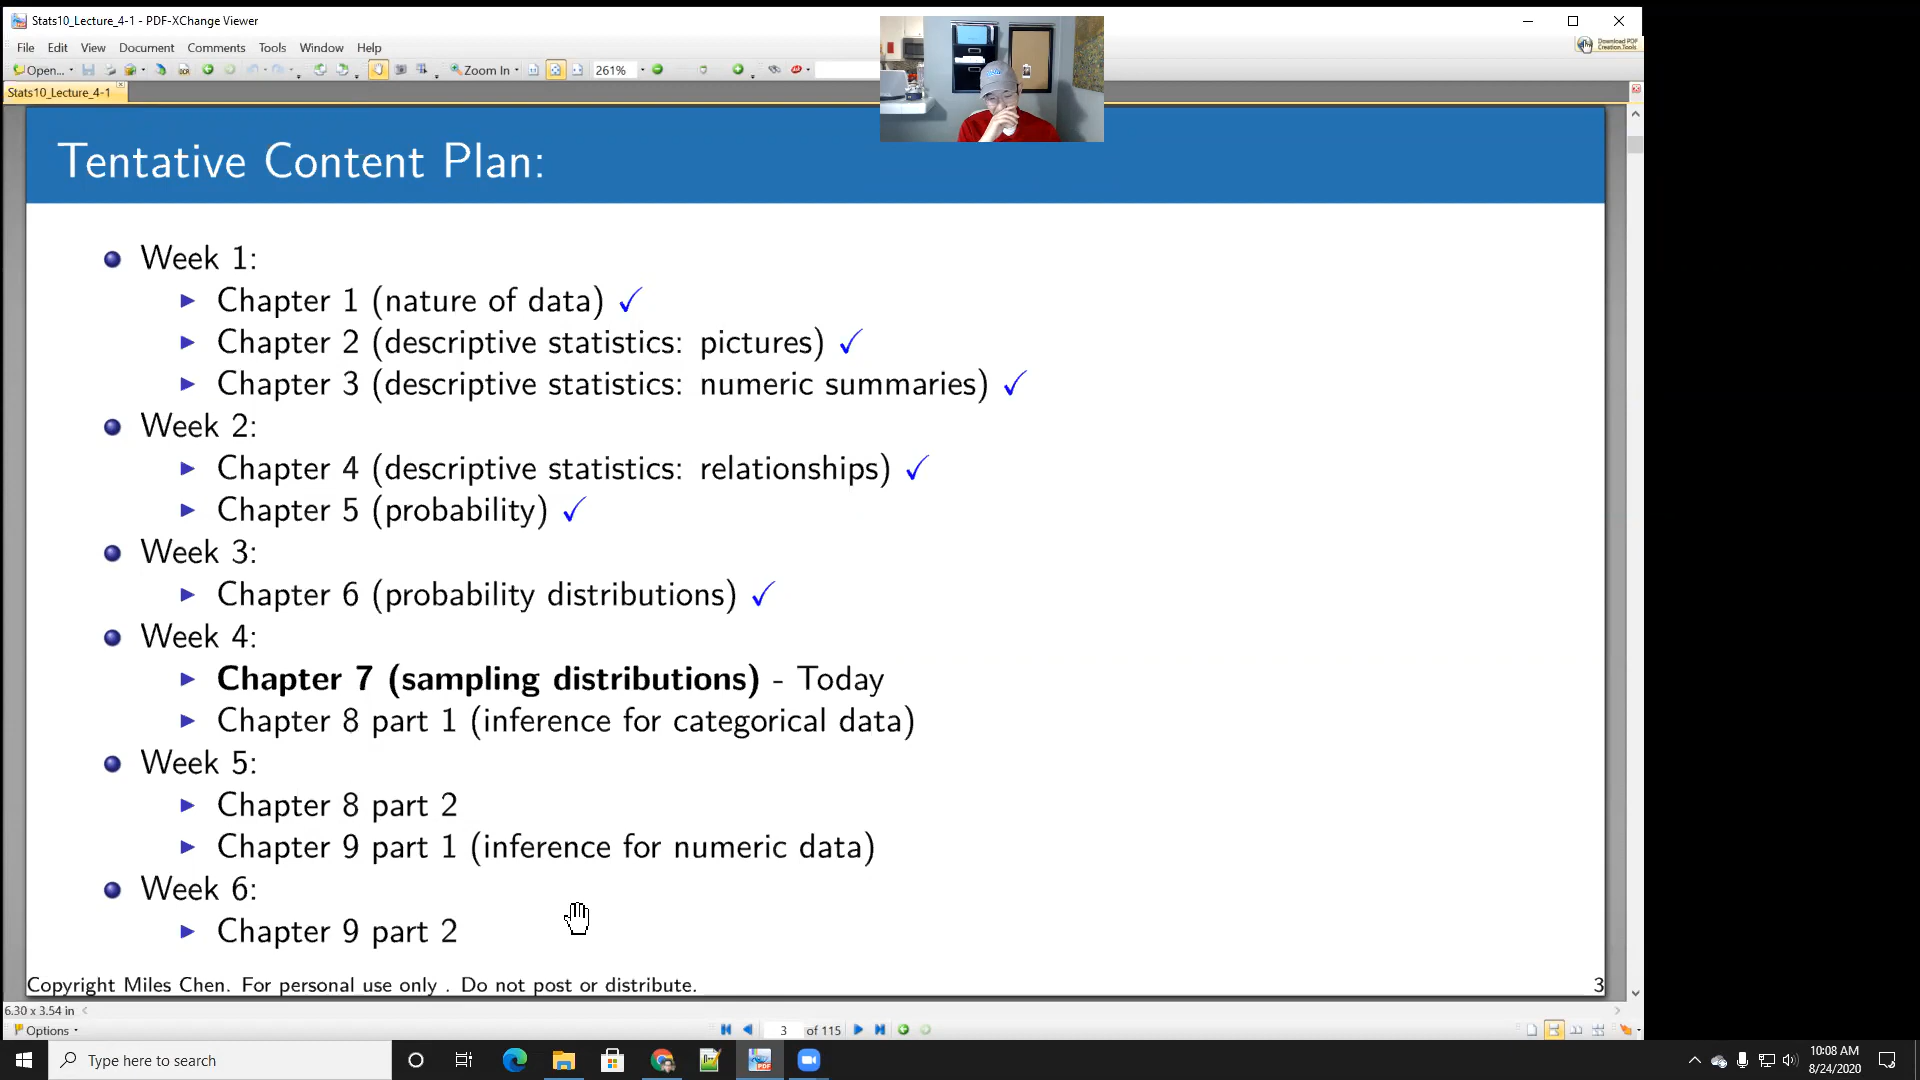 Stats10_Lecture_4-1 - PDF-XChange Viewer
File Edit View Document Comments Tools Window Help
Download PDF
Creation Tools
Open... Zoom In 261%
Stats10_Lecture_4-1
Tentative Content Plan:
Week 1:
Chapter 1 (nature of data) ✓
Chapter 2 (descriptive statistics: pictures) ✓
Chapter 3 (descriptive statistics: numeric summaries) ✓
Week 2:
Chapter 4 (descriptive statistics: relationships) ✓
Chapter 5 (probability) ✓
Week 3:
Chapter 6 (probability distributions) ✓
Week 4:
Chapter 7 (sampling distributions) - Today
Chapter 8 part 1 (inference for categorical data)
Week 5:
Chapter 8 part 2
Chapter 9 part 1 (inference for numeric data)
Week 6:
Chapter 9 part 2
Copyright Miles Chen. For personal use only . Do not post or distribute.
3
6.30 x 3.54 in
Options
3 of 115
Type here to search
10:08 AM
8/24/2020